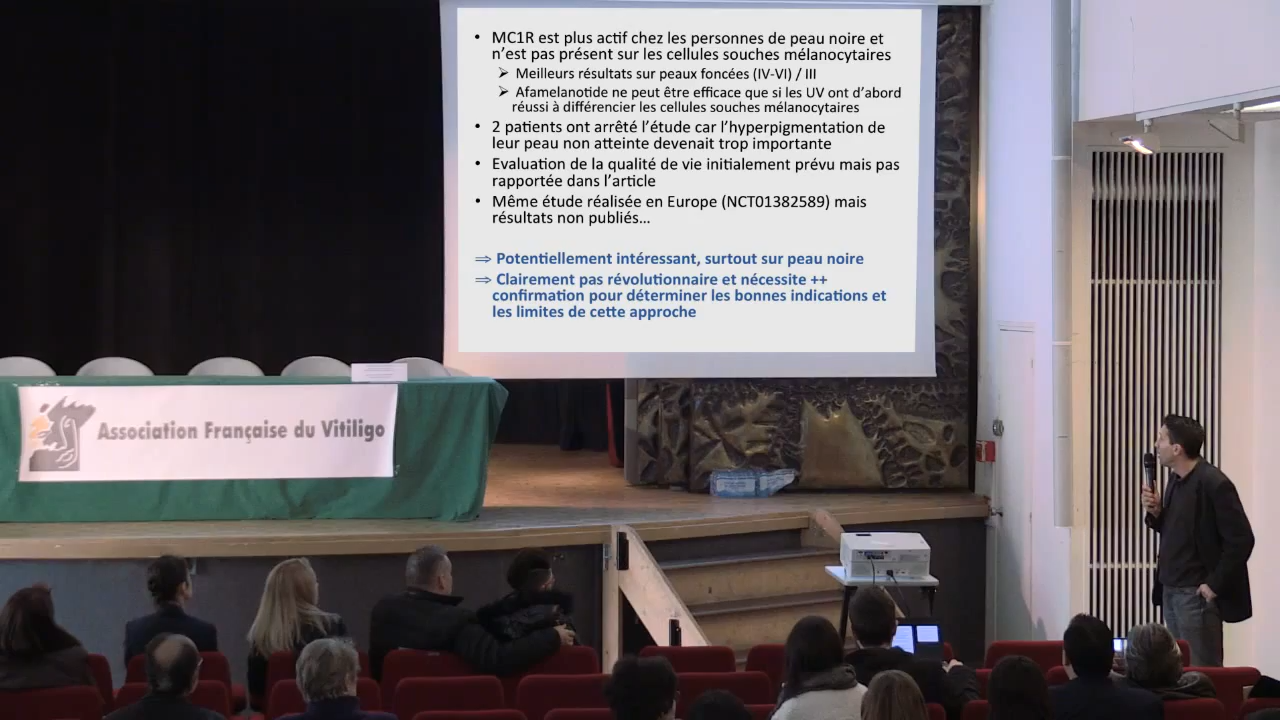 • MC1R est plus actif chez les personnes de peau noire et
n'est pas présent sur les cellules souches mélanocytaires
➢ Meilleurs résultats sur peaux foncées (IV-VI) / III
➢ Afamelanotide ne peut être efficace que si les UV ont d'abord
réussi à différencier les cellules souches mélanocytaires
• 2 patients ont arrêté l'étude car l'hyperpigmentation de
leur peau non atteinte devenait trop importante
• Evaluation de la qualité de vie initialement prévu mais pas
rapportée dans l'article
• Même étude réalisée en Europe (NCT01382589) mais
résultats non publiés...
⇒ Potentiellement intéressant, surtout sur peau noire
⇒ Clairement pas révolutionnaire et nécessite ++
confirmation pour déterminer les bonnes indications et
les limites de cette approche
Association Française du Vitiligo